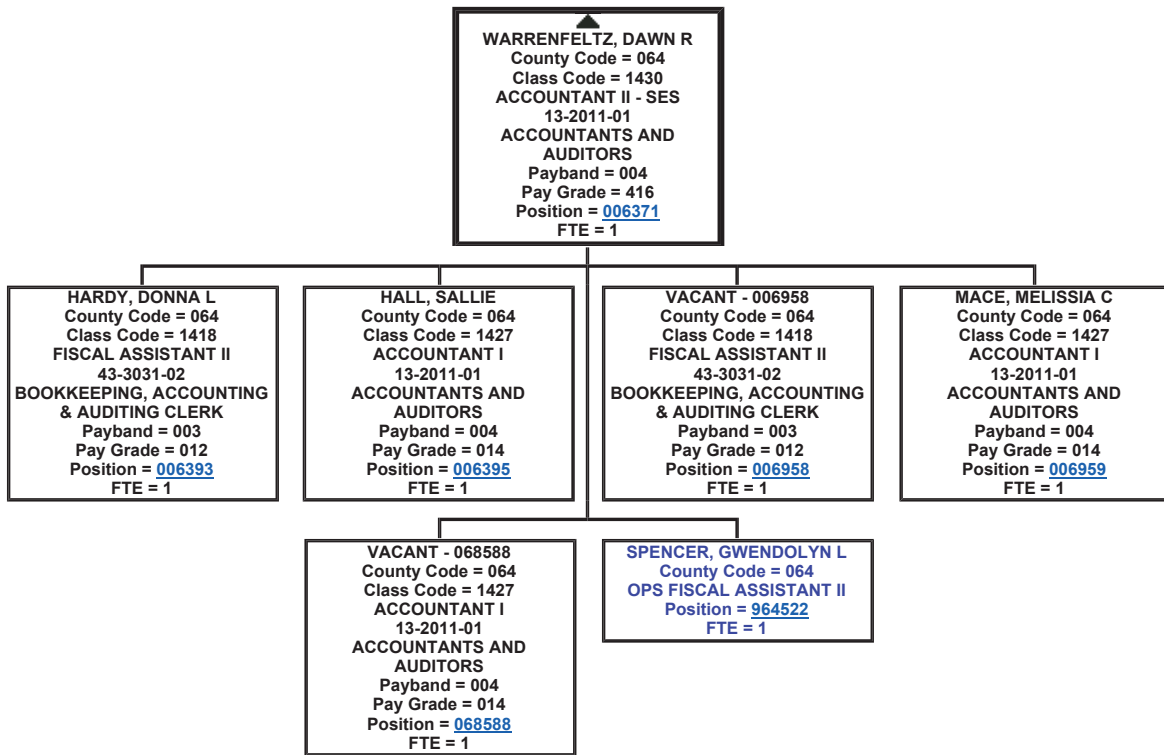 WARRENFELTZ, DAWN R
County Code = 064
Class Code = 1430
ACCOUNTANT II - SES
13-2011-01
ACCOUNTANTS AND
AUDITORS
Payband = 004
Pay Grade = 416
Position = 006371
FTE = 1
HARDY, DONNA L
County Code = 064
Class Code = 1418
FISCAL ASSISTANT II
43-3031-02
BOOKKEEPING, ACCOUNTING
& AUDITING CLERK
Payband = 003
Pay Grade = 012
Position = 006393
FTE = 1
HALL, SALLIE
County Code = 064
Class Code = 1427
ACCOUNTANT I
13-2011-01
ACCOUNTANTS AND
AUDITORS
Payband = 004
Pay Grade = 014
Position = 006395
FTE = 1
VACANT - 006958
County Code = 064
Class Code = 1418
FISCAL ASSISTANT II
43-3031-02
BOOKKEEPING, ACCOUNTING
& AUDITING CLERK
Payband = 003
Pay Grade = 012
Position = 006958
FTE = 1
MACE, MELISSIA C
County Code = 064
Class Code = 1427
ACCOUNTANT I
13-2011-01
ACCOUNTANTS AND
AUDITORS
Payband = 004
Pay Grade = 014
Position = 006959
FTE = 1
VACANT - 068588
County Code = 064
Class Code = 1427
ACCOUNTANT I
13-2011-01
ACCOUNTANTS AND
AUDITORS
Payband = 004
Pay Grade = 014
Position = 068588
FTE = 1
SPENCER, GWENDOLYN L
County Code = 064
OPS FISCAL ASSISTANT II
Position = 964522
FTE = 1